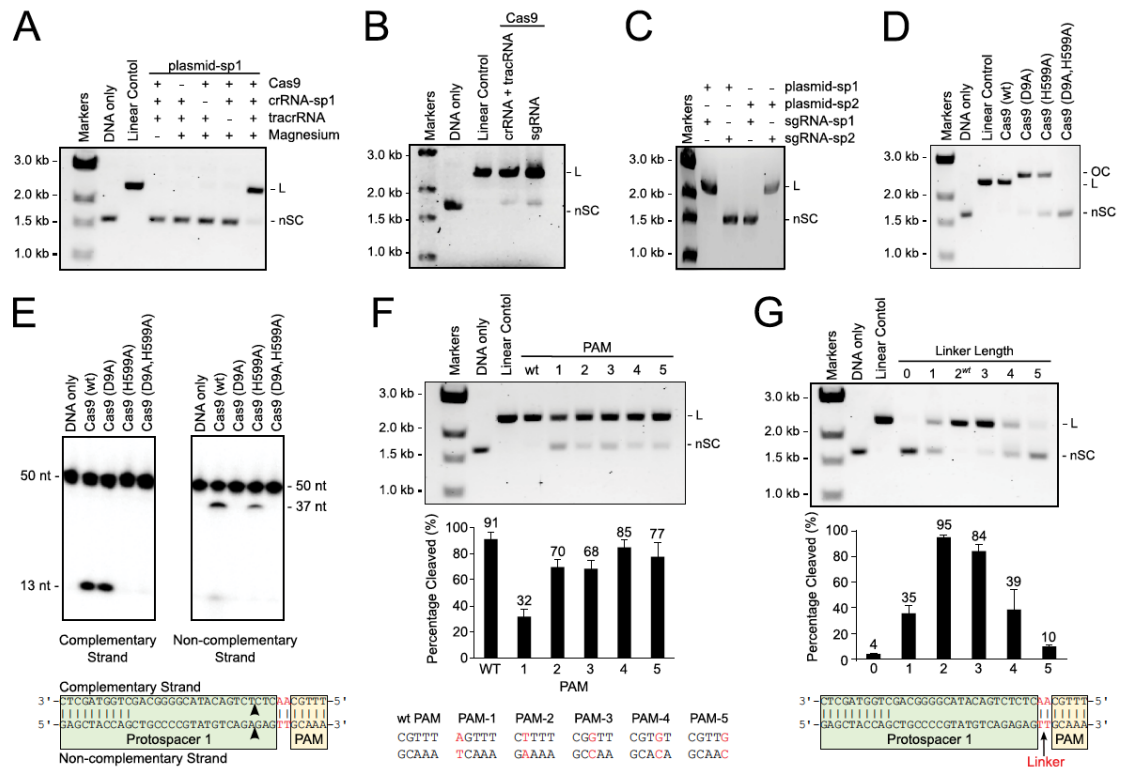 A
plasmid-sp1
Markers
DNA only
Linear Contol
+ - + + + Cas9
+ + - + + crRNA-sp1
+ + + - + tracrRNA
- + + + + Magnesium
3.0 kb -
2.0 kb -
1.5 kb -
1.0 kb -
- L
- nSC
B
Cas9
Markers
DNA only
Linear Control
crRNA + tracRNA
sgRNA
3.0 kb -
2.0 kb -
1.5 kb -
1.0 kb -
- L
- nSC
C
Markers
+ + - - plasmid-sp1
- - + + plasmid-sp2
+ - + - sgRNA-sp1
- + - + sgRNA-sp2
3.0 kb -
2.0 kb -
1.5 kb -
1.0 kb -
- L
- nSC
D
Markers
DNA only
Linear Control
Cas9 (wt)
Cas9 (D9A)
Cas9 (H599A)
Cas9 (D9A,H599A)
3.0 kb -
2.0 kb -
1.5 kb -
1.0 kb -
- OC
- L
- nSC
E
DNA only
Cas9 (wt)
Cas9 (D9A)
Cas9 (H599A)
Cas9 (D9A,H599A)
DNA only
Cas9 (wt)
Cas9 (D9A)
Cas9 (H599A)
Cas9 (D9A,H599A)
50 nt -
13 nt -
- 50 nt
- 37 nt
Complementary
Strand
Non-complementary
Strand
Complementary Strand
3'-CTCGATGGTCGACGGGGCATACAGTCTCTCAACGTTT-5'
5'-GAGCTACCAGCTGCCCCGTATGTCAGAGAGTTGCAAA-3'
Protospacer 1
PAM
Non-complementary Strand
F
Markers
DNA only
Linear Contol
PAM
wt 1 2 3 4 5
3.0 kb -
2.0 kb -
1.5 kb -
1.0 kb -
- L
- nSC
Percentage Cleaved (%)
100
80
60
40
20
0
91 32 70 68 85 77
WT 1 2 3 4 5
PAM
wt PAM PAM-1 PAM-2 PAM-3 PAM-4 PAM-5
CGTTT AGTTT CTTTT CGGTT CGTGT CGTTG
GCAAA TCAAA GAAAA GCCAA GCACA GCAAC
G
Markers
DNA only
Linear Contol
Linker Length
0 1 2wt 3 4 5
3.0 kb -
2.0 kb -
1.5 kb -
1.0 kb -
- L
- nSC
Percentage Cleaved (%)
100
80
60
40
20
0
4 35 95 84 39 10
0 1 2 3 4 5
3'-CTCGATGGTCGACGGGGCATACAGTCTCTCAACGTTT-5'
5'-GAGCTACCAGCTGCCCCGTATGTCAGAGAGTTGCAAA-3'
Protospacer 1
PAM
Linker